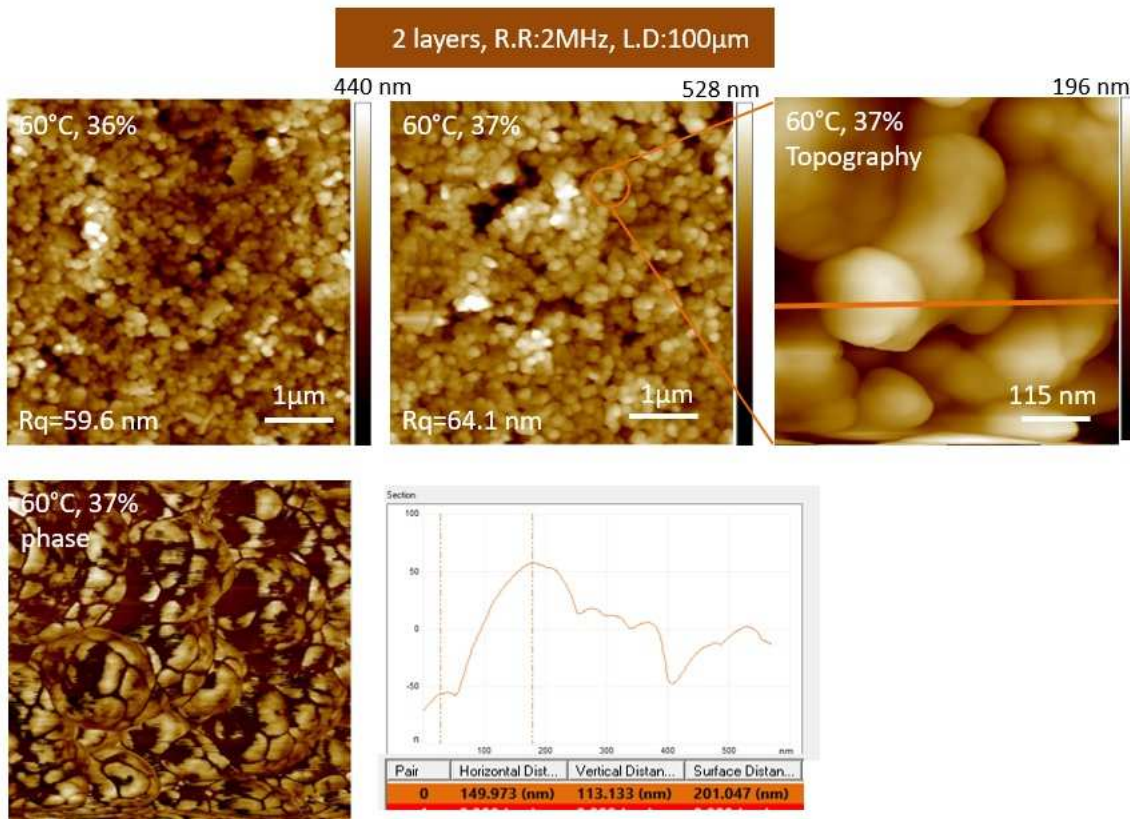 2 layers, R.R:2MHz, L.D:100µm
440 nm
528 nm
196 nm
60°C, 36%
Rq=59.6 nm
1µm
60°C, 37%
Rq=64.1 nm
1µm
60°C, 37%
Topography
115 nm
60°C, 37%
phase
Section
100
50
0
-50
n
100 200 300 400 500 nm
Pair Horizontal Dist... Vertical Distan... Surface Distan...
0 149.973 (nm) 113.133 (nm) 201.047 (nm)